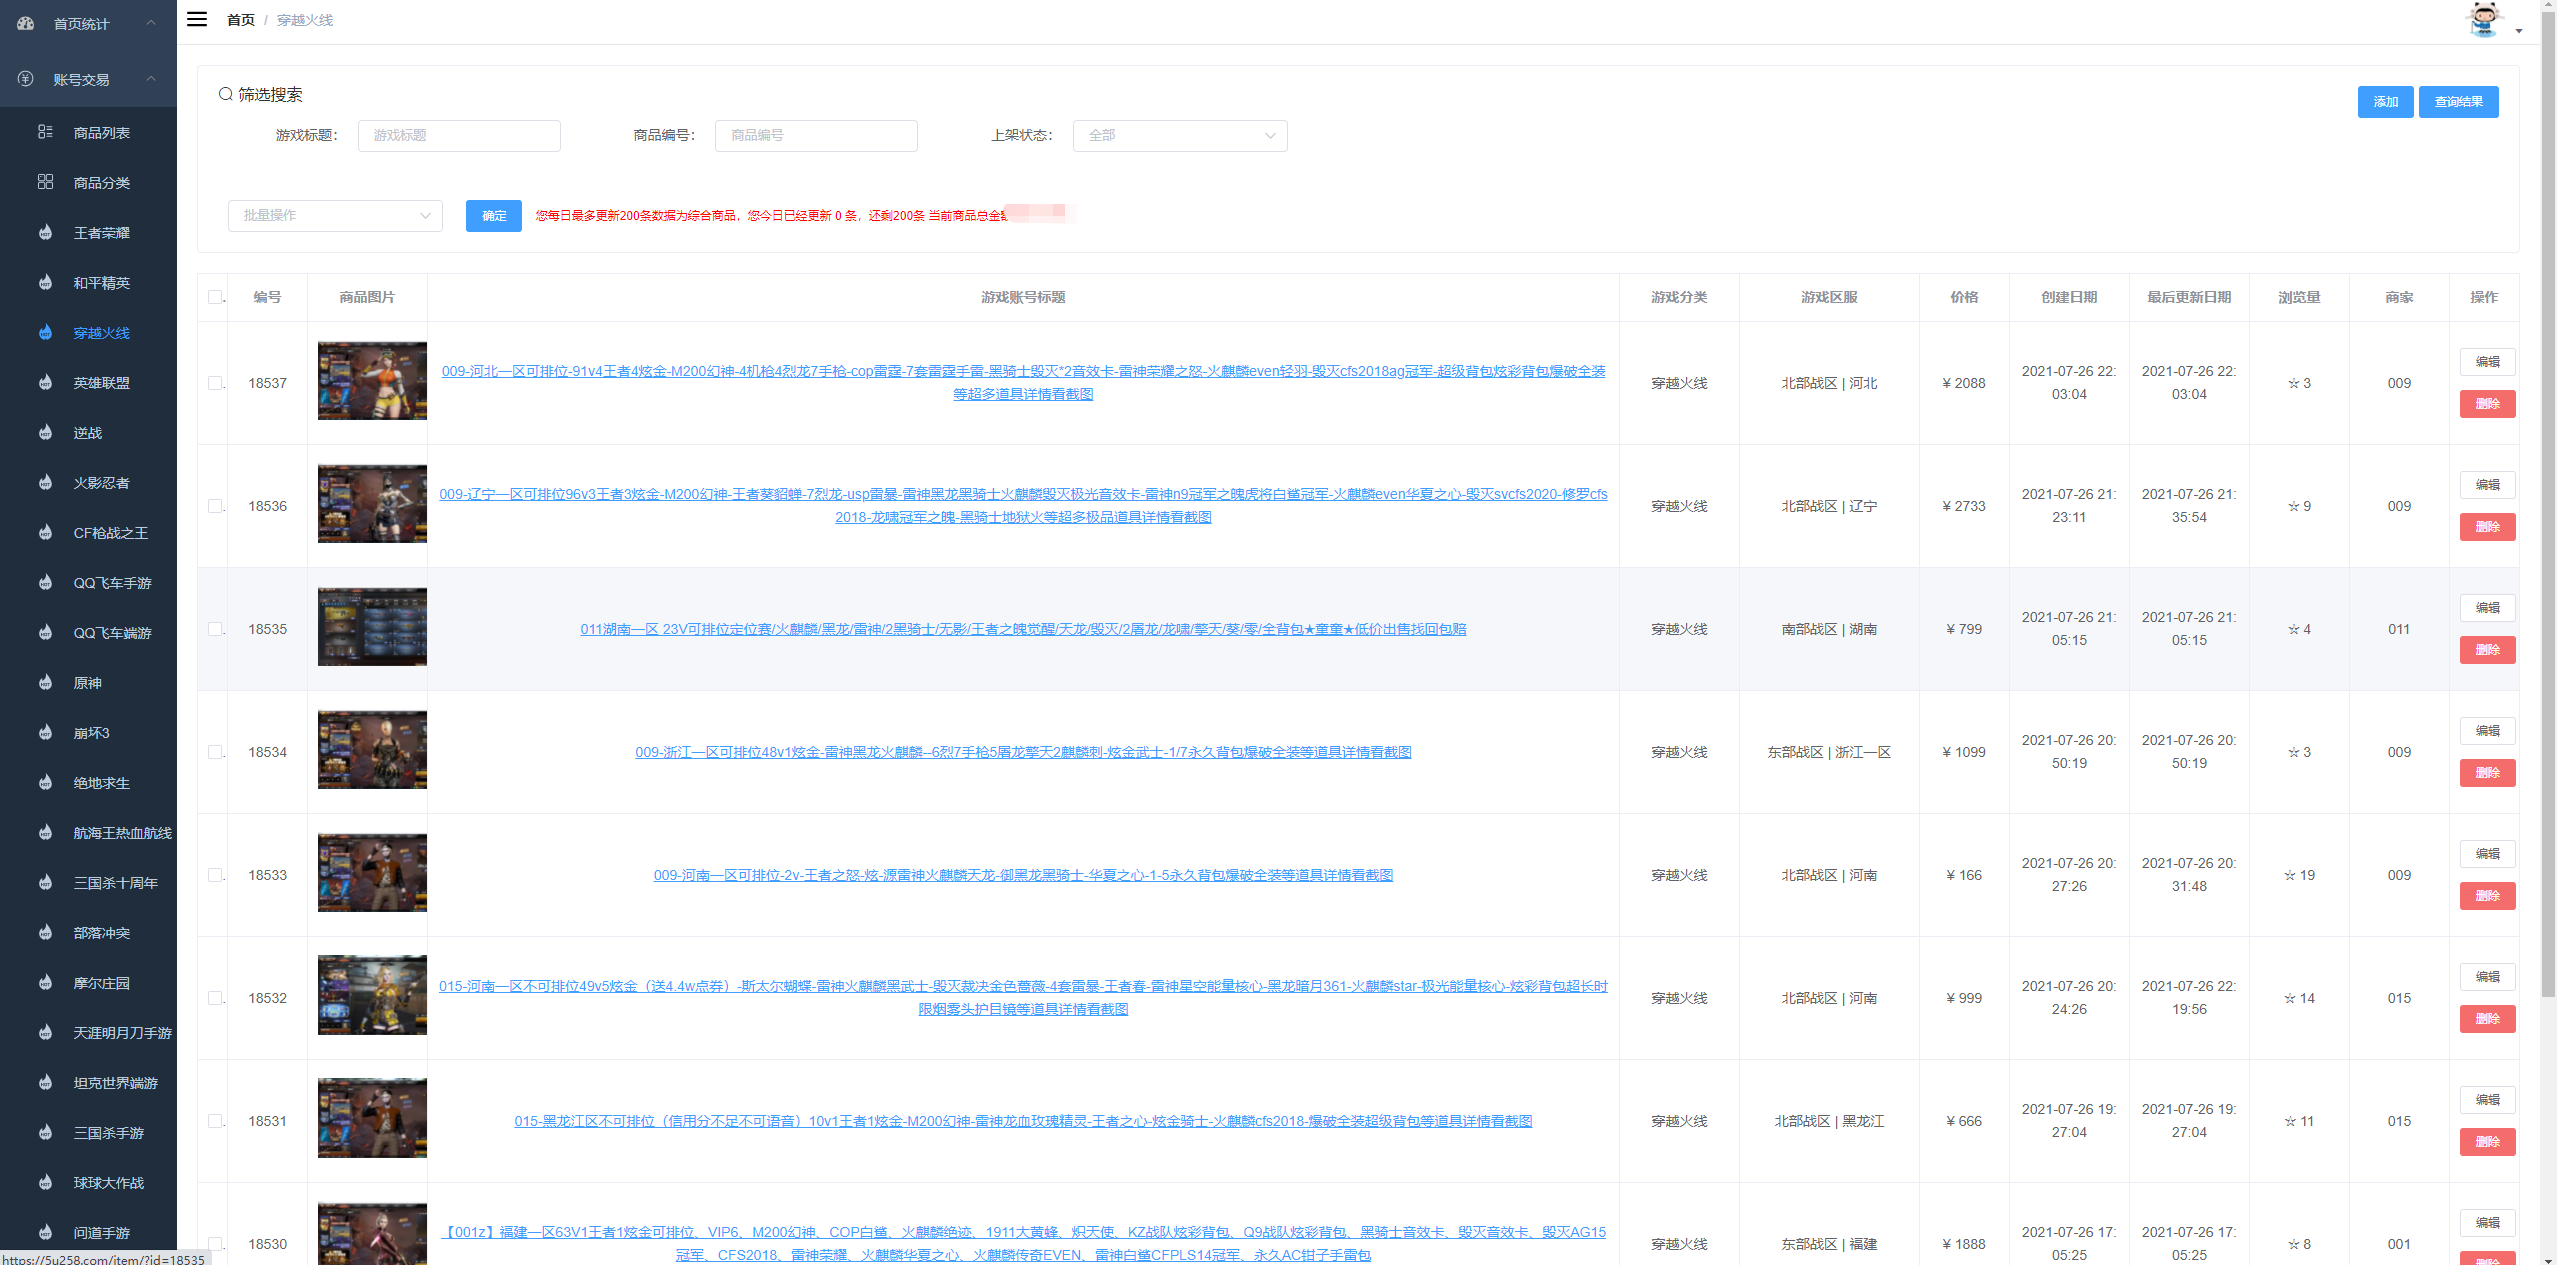 首页统计
账号交易
商品列表
商品分类
王者荣耀
和平精英
穿越火线
英雄联盟
逆战
火影忍者
CF枪战之王
QQ飞车手游
QQ飞车端游
原神
崩坏3
绝地求生
航海王热血航线
三国杀十周年
部落冲突
摩尔庄园
天涯明月刀手游
坦克世界端游
三国杀手游
球球大作战
问道手游
https://5u258.com/item/?id=18535
首页 / 穿越火线
筛选搜索
添加 查询结果
游戏标题: 游戏标题 商品编号: 商品编号 上架状态: 全部
批量操作 确定 您每日最多更新200条数据为综合商品，您今日已经更新 0 条，还剩200条 当前商品总金
编号 商品图片 游戏账号标题 游戏分类 游戏区服 价格 创建日期 最后更新日期 浏览量 商家 操作
18537
009-河北一区可排位-91v4王者4炫金-M200幻神-4机枪4烈龙7手枪-cop雷霆-7套雷霆手雷-黑骑士毁灭*2音效卡-雷神荣耀之怒-火麒麟even轻羽-毁灭cfs2018ag冠军-超级背包炫彩背包爆破全装
等超多道具详情看截图
穿越火线 北部战区 | 河北 ¥ 2088
2021-07-26 22:
03:04
2021-07-26 22:
03:04
☆ 3 009
编辑
删除
18536
009-辽宁一区可排位96v3王者3炫金-M200幻神-王者葵貂蝉-7烈龙-usp雷暴-雷神黑龙黑骑士火麒麟毁灭极光音效卡-雷神n9冠军之魄虎将白鲨冠军-火麒麟even华夏之心-毁灭svcfs2020-修罗cfs
2018-龙啸冠军之魄-黑骑士地狱火等超多极品道具详情看截图
穿越火线 北部战区 | 辽宁 ¥ 2733
2021-07-26 21:
23:11
2021-07-26 21:
35:54
☆ 9 009
编辑
删除
18535
011湖南一区 23V可排位定位赛/火麒麟/黑龙/雷神/2黑骑士/无影/王者之魄觉醒/天龙/毁灭/2屠龙/龙啸/擎天/葵/零/全背包★童童★低价出售找回包赔
穿越火线 南部战区 | 湖南 ¥ 799
2021-07-26 21:
05:15
2021-07-26 21:
05:15
☆ 4 011
编辑
删除
18534
009-浙江一区可排位48v1炫金-雷神黑龙火麒麟--6烈7手枪5屠龙擎天2麒麟刺-炫金武士-1/7永久背包爆破全装等道具详情看截图
穿越火线 东部战区 | 浙江一区 ¥ 1099
2021-07-26 20:
50:19
2021-07-26 20:
50:19
☆ 3 009
编辑
删除
18533
009-河南一区可排位-2v-王者之怒-炫-源雷神火麒麟天龙-御黑龙黑骑士-华夏之心-1-5永久背包爆破全装等道具详情看截图
穿越火线 北部战区 | 河南 ¥ 166
2021-07-26 20:
27:26
2021-07-26 20:
31:48
☆ 19 009
编辑
删除
18532
015-河南一区不可排位49v5炫金（送4.4w点券）-斯太尔蝴蝶-雷神火麒麟黑武士-毁灭裁决金色蔷薇-4套雷暴-王者春-雷神星空能量核心-黑龙暗月361-火麒麟star-极光能量核心-炫彩背包超长时
限烟雾头护目镜等道具详情看截图
穿越火线 北部战区 | 河南 ¥ 999
2021-07-26 20:
24:26
2021-07-26 22:
19:56
☆ 14 015
编辑
删除
18531
015-黑龙江区不可排位（信用分不足不可语音）10v1王者1炫金-M200幻神-雷神龙血玫瑰精灵-王者之心-炫金骑士-火麒麟cfs2018-爆破全装超级背包等道具详情看截图
穿越火线 北部战区 | 黑龙江 ¥ 666
2021-07-26 19:
27:04
2021-07-26 19:
27:04
☆ 11 015
编辑
删除
18530
【001z】福建一区63V1王者1炫金可排位、VIP6、M200幻神、COP白鲨、火麒麟绝迹、1911大黄蜂、炽天使、KZ战队炫彩背包、Q9战队炫彩背包、黑骑士音效卡、毁灭音效卡、毁灭AG15
冠军、CFS2018、雷神荣耀、火麒麟华夏之心、火麒麟传奇EVEN、雷神白鲨CFPLS14冠军、永久AC钳子手雷包
穿越火线 东部战区 | 福建 ¥ 1888
2021-07-26 17:
05:25
2021-07-26 17:
05:25
☆ 8 001
编辑
删除